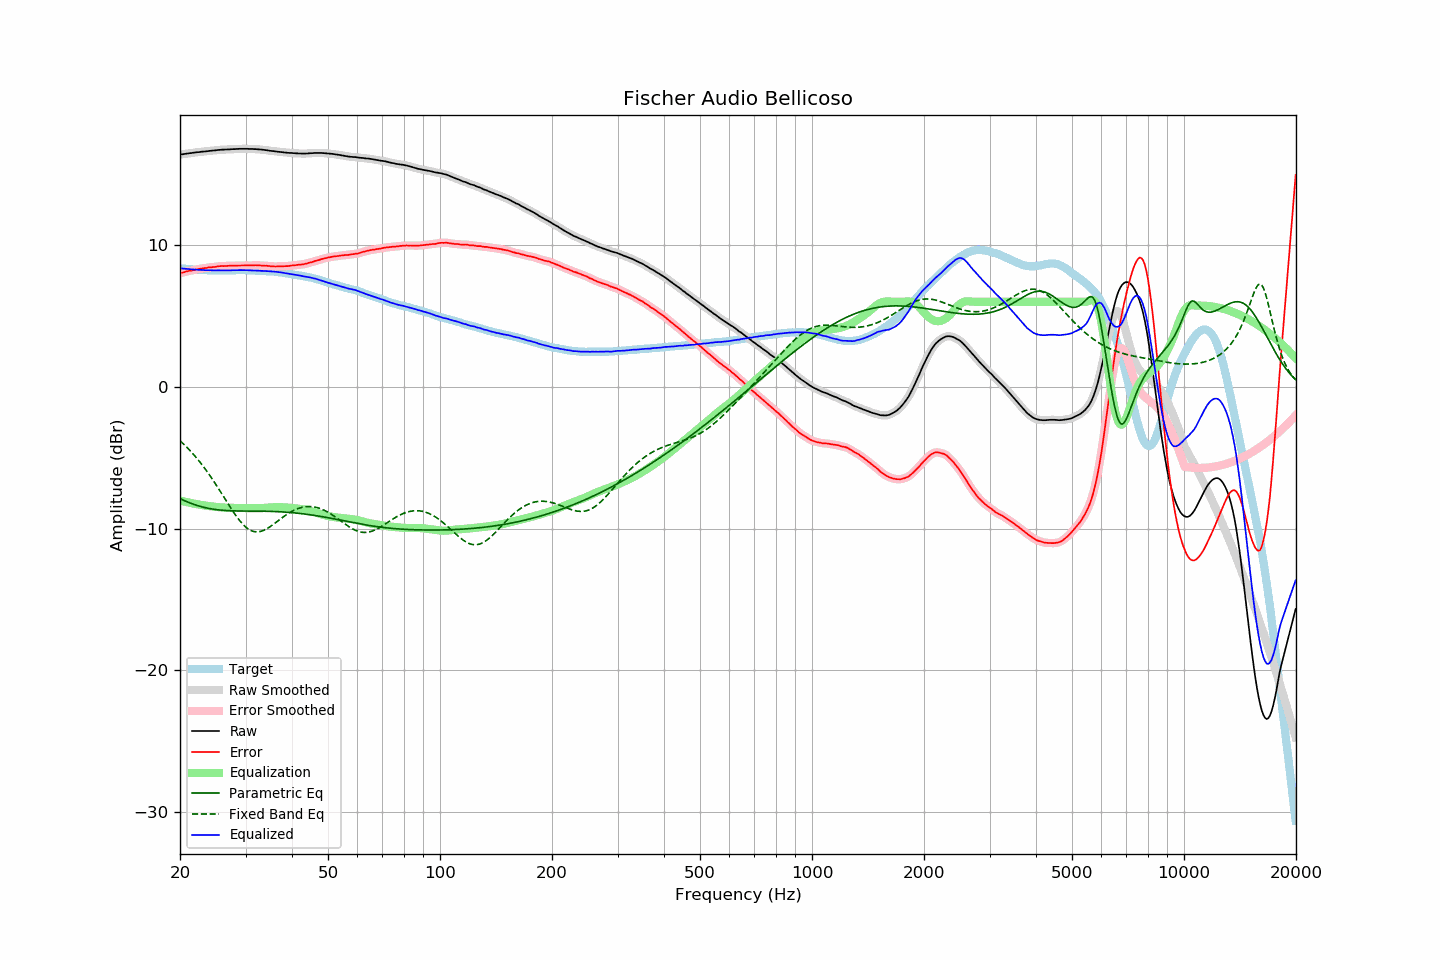 Fischer Audio Bellicoso
Amplitude (dBr)
10
0
−10
−20
−30
Target
Raw Smoothed
Error Smoothed
Raw
Error
Equalization
Parametric Eq
Fixed Band Eq
Equalized
20 50 100 200 500 1000 2000 5000 10000 20000
Frequency (Hz)